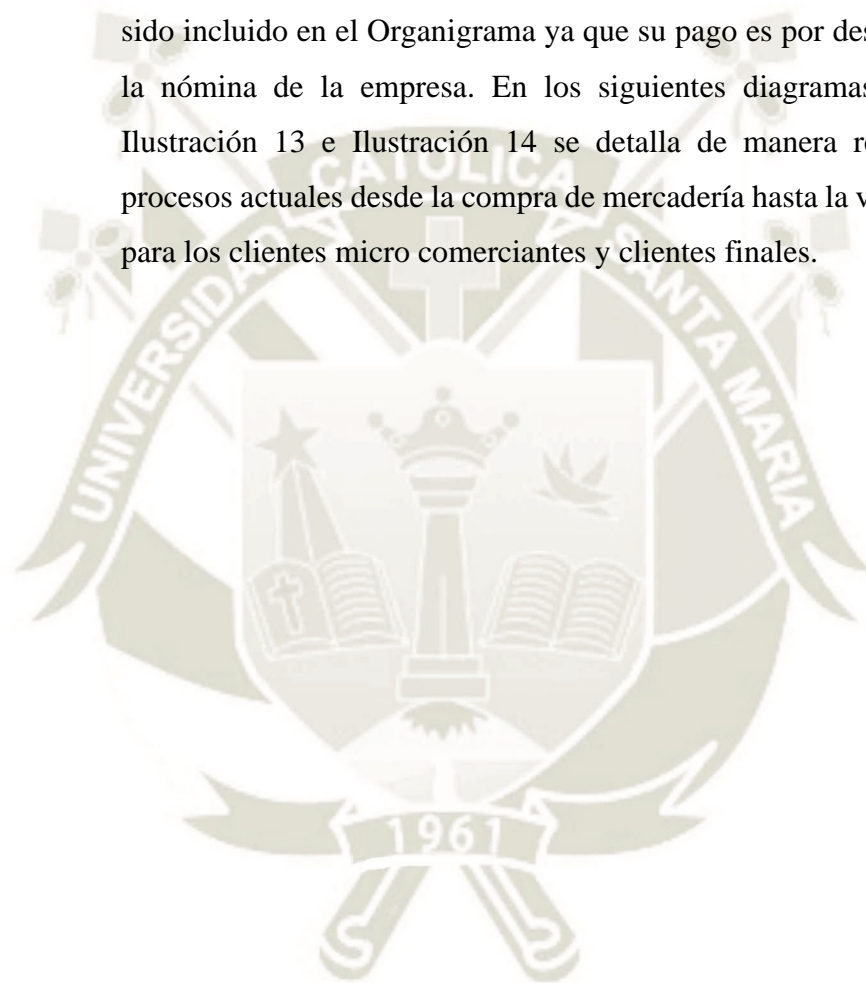 sido incluido en el Organigrama ya que su pago es por des
la nómina de la empresa. En los siguientes diagramas
Ilustración 13 e Ilustración 14 se detalla de manera r
procesos actuales desde la compra de mercadería hasta la v
para los clientes micro comerciantes y clientes finales.
UNIVERSIDAD CATOLICA SANTA MARIA
1961